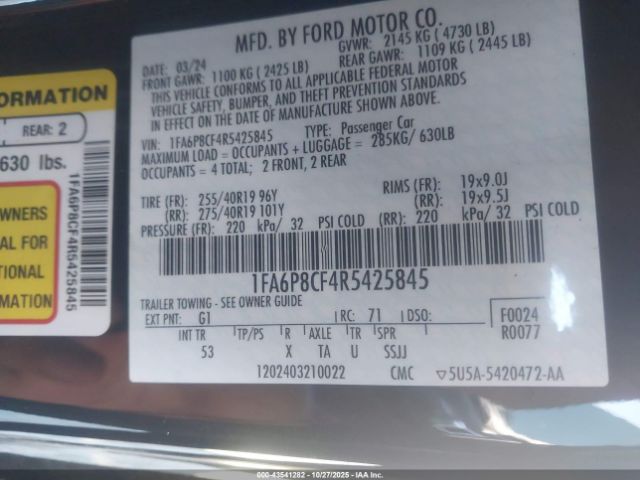 MFD. BY FORD MOTOR CO.
DATE: 03/24 GVWR: 2145 KG ( 4730 LB)
FRONT GAWR: 1100 KG ( 2425 LB) REAR GAWR: 1109 KG ( 2445 LB)
THIS VEHICLE CONFORMS TO ALL APPLICABLE FEDERAL MOTOR
VEHICLE SAFETY, BUMPER, AND THEFT PREVENTION STANDARDS
IN EFFECT ON THE DATE OF MANUFACTURE SHOWN ABOVE.
VIN: 1FA6P8CF4R5425845 TYPE: Passenger Car
MAXIMUM LOAD = OCCUPANTS + LUGGAGE = 285KG/ 630LB
OCCUPANTS = 4 TOTAL; 2 FRONT, 2 REAR
TIRE (FR): 255/40R19 96Y RIMS (FR): 19x9.0J
(RR): 275/40R19 101Y (RR): 19x9.5J
PRESSURE (FR): 220 kPa/ 32 PSI COLD (RR): 220 kPa/ 32 PSI COLD
1FA6P8CF4R5425845
TRAILER TOWING - SEE OWNER GUIDE
EXT PNT: G1 RC: 71 DSO: F0024
INT TR TP/PS R AXLE TR SPR R0077
53 X TA U SSJJ
1202403210022 CMC ▽5U5A-5420472-AA
ORMATION
REAR: 2
630 lbs.
WNERS
AL FOR
TIONAL
MATION
1FA6P8CF4R5425845
000-43541282 - 10/27/2025 - Copyright IAA, Inc.